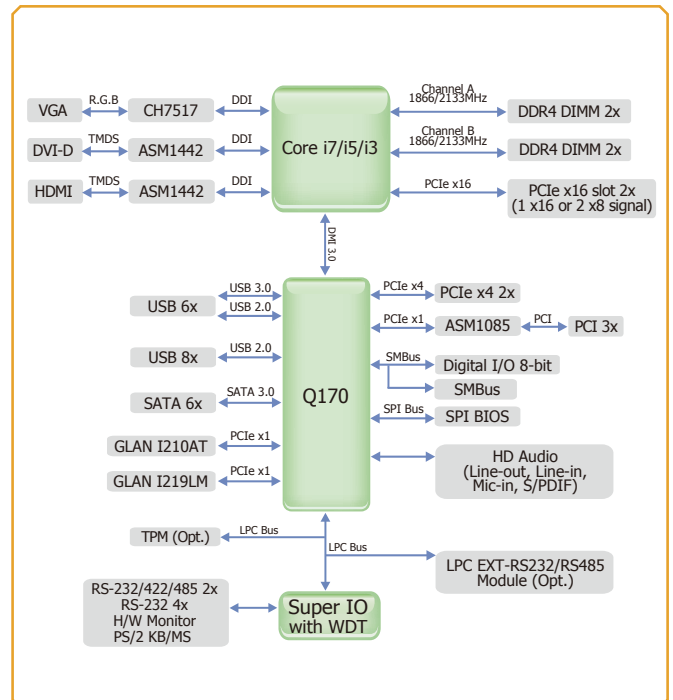 VGA
R.G.B
CH7517
DDI
DVI-D
TMDS
ASM1442
DDI
HDMI
TMDS
ASM1442
DDI
Core i7/i5/i3
Channel A
1866/2133MHz
DDR4 DIMM 2x
Channel B
1866/2133MHz
DDR4 DIMM 2x
PCIe x16
PCIe x16 slot 2x
(1 x16 or 2 x8 signal)
DMI 3.0
USB 6x
USB 3.0
USB 2.0
USB 8x
USB 2.0
SATA 6x
SATA 3.0
GLAN I210AT
PCIe x1
GLAN I219LM
PCIe x1
Q170
PCIe x4
PCIe x4 2x
PCIe x1
ASM1085
PCI
PCI 3x
SMBus
Digital I/O 8-bit
SMBus
SPI Bus
SPI BIOS
HD Audio
(Line-out, Line-in,
Mic-in, S/PDIF)
TPM (Opt.)
LPC Bus
LPC Bus
LPC EXT-RS232/RS485
Module (Opt.)
RS-232/422/485 2x
RS-232 4x
H/W Monitor
PS/2 KB/MS
Super IO
with WDT